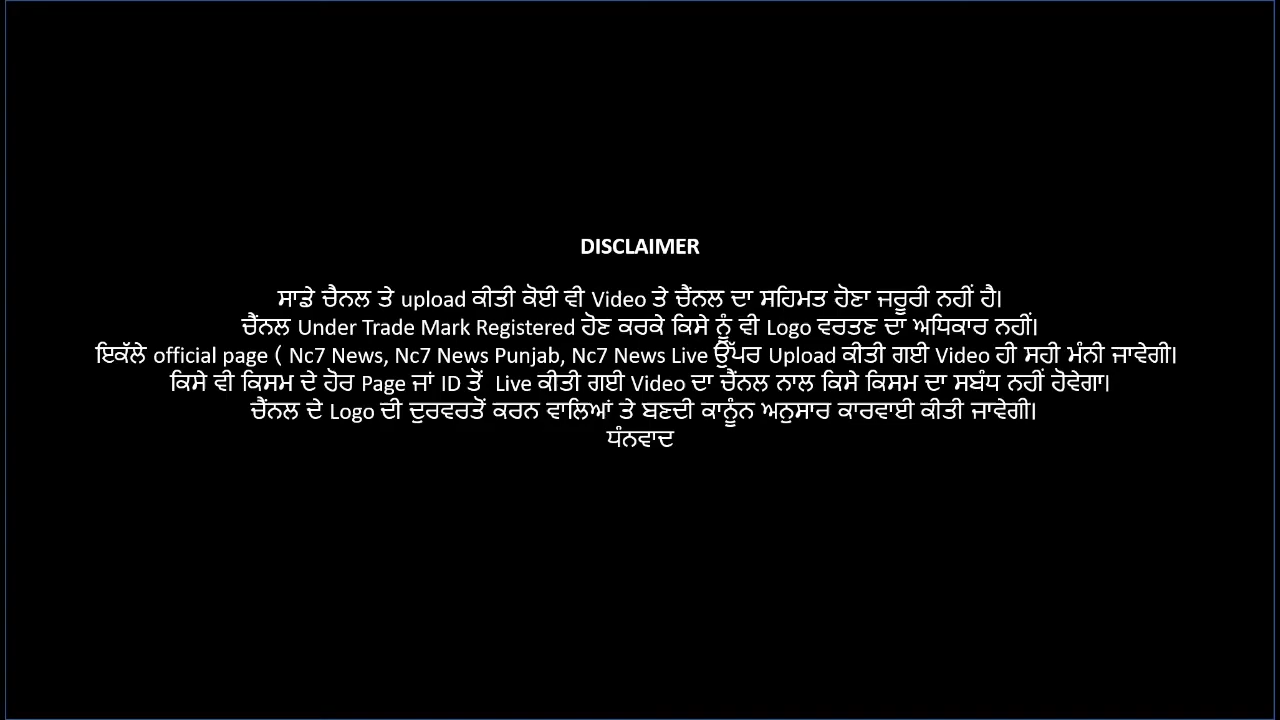 DISCLAIMER
ਸਾਡੇ ਚੈਨਲ ਤੇ upload ਕੀਤੀ ਕੋਈ ਵੀ Video ਤੇ ਚੈਂਨਲ ਦਾ ਸਹਿਮਤ ਹੋਣਾ ਜਰੂਰੀ ਨਹੀਂ ਹੈ।
ਚੈਂਨਲ Under Trade Mark Registered ਹੋਣ ਕਰਕੇ ਕਿਸੇ ਨੂੰ ਵੀ Logo ਵਰਤਣ ਦਾ ਅਧਿਕਾਰ ਨਹੀਂ।
ਇਕੱਲੇ official page ( Nc7 News, Nc7 News Punjab, Nc7 News Live ਉੱਪਰ Upload ਕੀਤੀ ਗਈ Video ਹੀ ਸਹੀ ਮੰਨੀ ਜਾਵੇਗੀ।
ਕਿਸੇ ਵੀ ਕਿਸਮ ਦੇ ਹੋਰ Page ਜਾਂ ID ਤੋਂ Live ਕੀਤੀ ਗਈ Video ਦਾ ਚੈਂਨਲ ਨਾਲ ਕਿਸੇ ਕਿਸਮ ਦਾ ਸਬੰਧ ਨਹੀਂ ਹੋਵੇਗਾ।
ਚੈਂਨਲ ਦੇ Logo ਦੀ ਦੁਰਵਰਤੋਂ ਕਰਨ ਵਾਲਿਆਂ ਤੇ ਬਣਦੀ ਕਾਨੂੰਨ ਅਨੁਸਾਰ ਕਾਰਵਾਈ ਕੀਤੀ ਜਾਵੇਗੀ।
ਧੰਨਵਾਦ